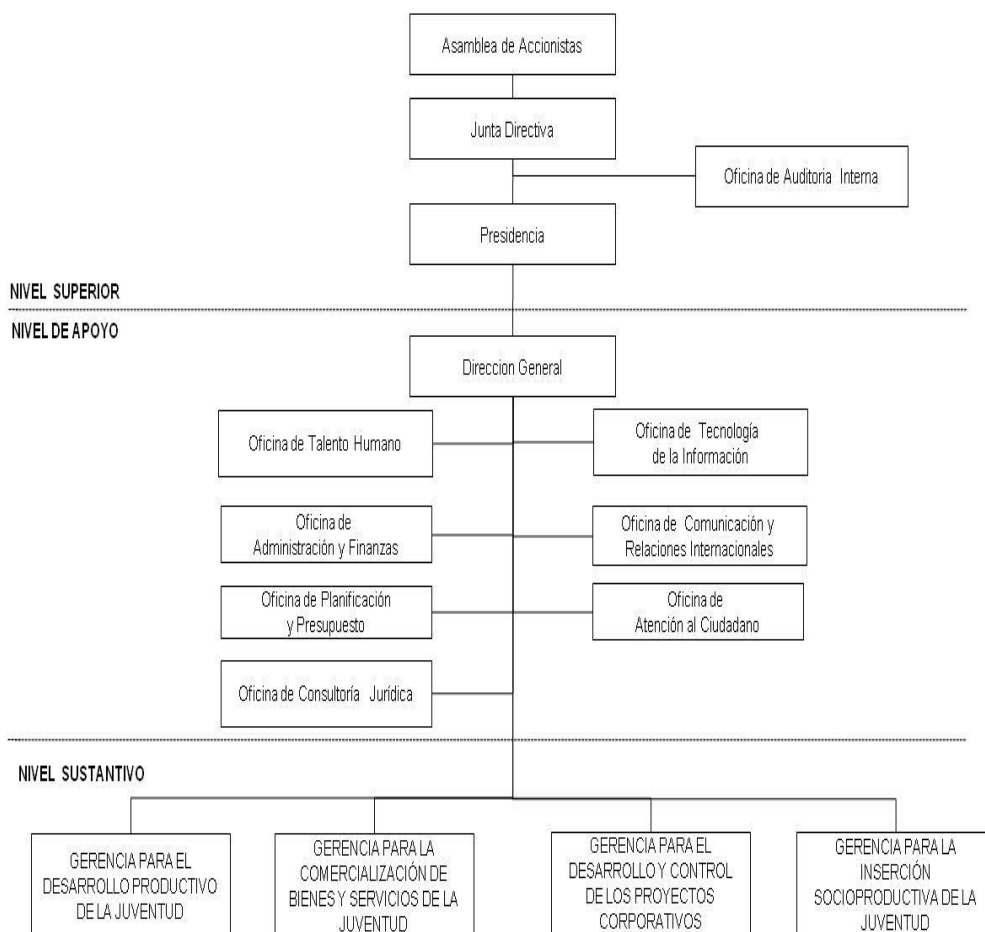 Asamblea de Accionistas
Junta Directiva
Oficina de Auditoria Interna
Presidencia
NIVEL SUPERIOR
NIVEL DE APOYO
Direccion General
Oficina de Talento Humano
Oficina de Tecnología
de la Información
Oficina de
Administración y Finanzas
Oficina de Comunicación y
Relaciones Internacionales
Oficina de Planificación
y Presupuesto
Oficina de
Atención al Ciudadano
Oficina de Consultoría Jurídica
NIVEL SUSTANTIVO
GERENCIA PARA EL
DESARROLLO PRODUCTIVO
DE LA JUVENTUD
GERENCIA PARA LA
COMERCIALIZACIÓN DE
BIENES Y SERVICIOS DE LA
JUVENTUD
GERENCIA PARA EL
DESARROLLO Y CONTROL
DE LOS PROYECTOS
CORPORATIVOS
GERENCIA PARA LA
INSERCIÓN
SOCIOPRODUCTIVA DE LA
JUVENTUD